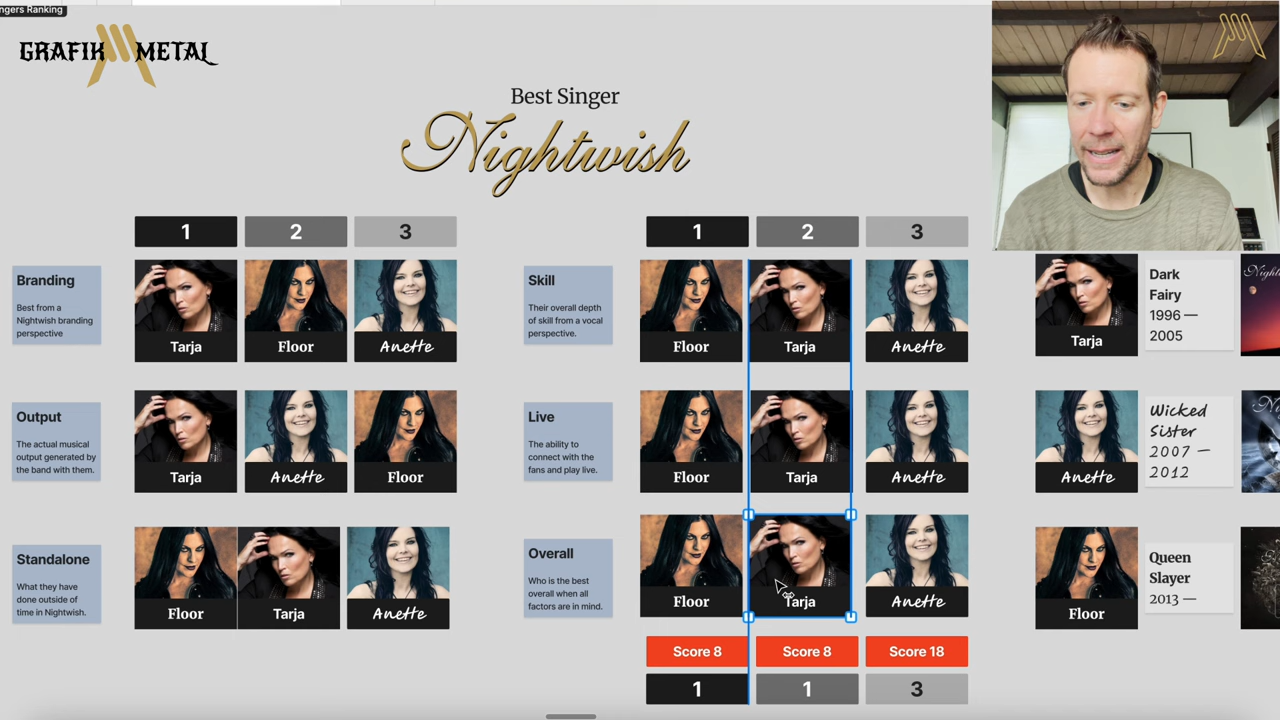 ngers Ranking
GRAFIK METAL
Best Singer
Nightwish
1 2 3
Branding
Best from a
Nightwish branding
perspective
Tarja Floor Anette
Output
The actual musical
output generated by
the band with them.
Tarja Anette Floor
Standalone
What they have
done outside of
time in Nightwish.
Floor Tarja Anette
1 2 3
Skill
Their overall depth
of skill from a vocal
perspective.
Floor Tarja Anette
Live
The ability to
connect with the
fans and play live.
Floor Tarja Anette
Overall
Who is the best
overall when all
factors are in mind.
Floor Tarja Anette
Score 8 Score 8 Score 18
1 1 3
Tarja
Dark
Fairy
1996 —
2005
Anette
Wicked
Sister
2007 —
2012
Floor
Queen
Slayer
2013 —